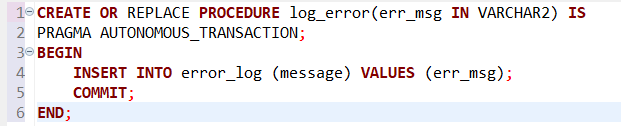 1 CREATE OR REPLACE PROCEDURE log_error(err_msg IN VARCHAR2) IS
2 PRAGMA AUTONOMOUS_TRANSACTION;
3 BEGIN
4     INSERT INTO error_log (message) VALUES (err_msg);
5     COMMIT;
6 END;